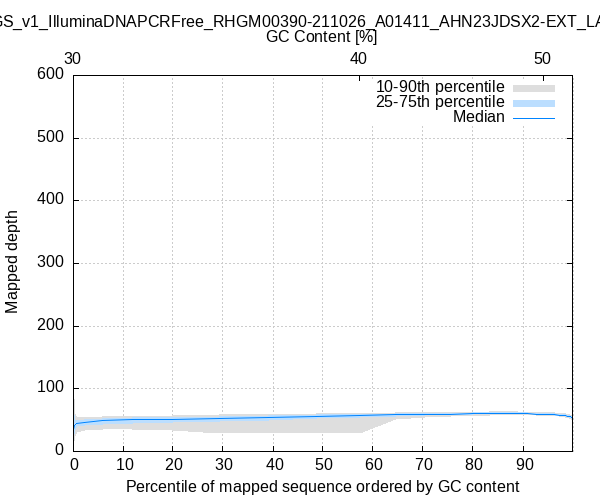 GS_v1_IlluminaDNAPCRFree_RHGM00390-211026_A01411_AHN23JDSX2-EXT_LA
GC Content [%]
30 40 50
600
10-90th percentile
25-75th percentile
Median
500
400
300
200
100
0
Mapped depth
0 10 20 30 40 50 60 70 80 90
Percentile of mapped sequence ordered by GC content